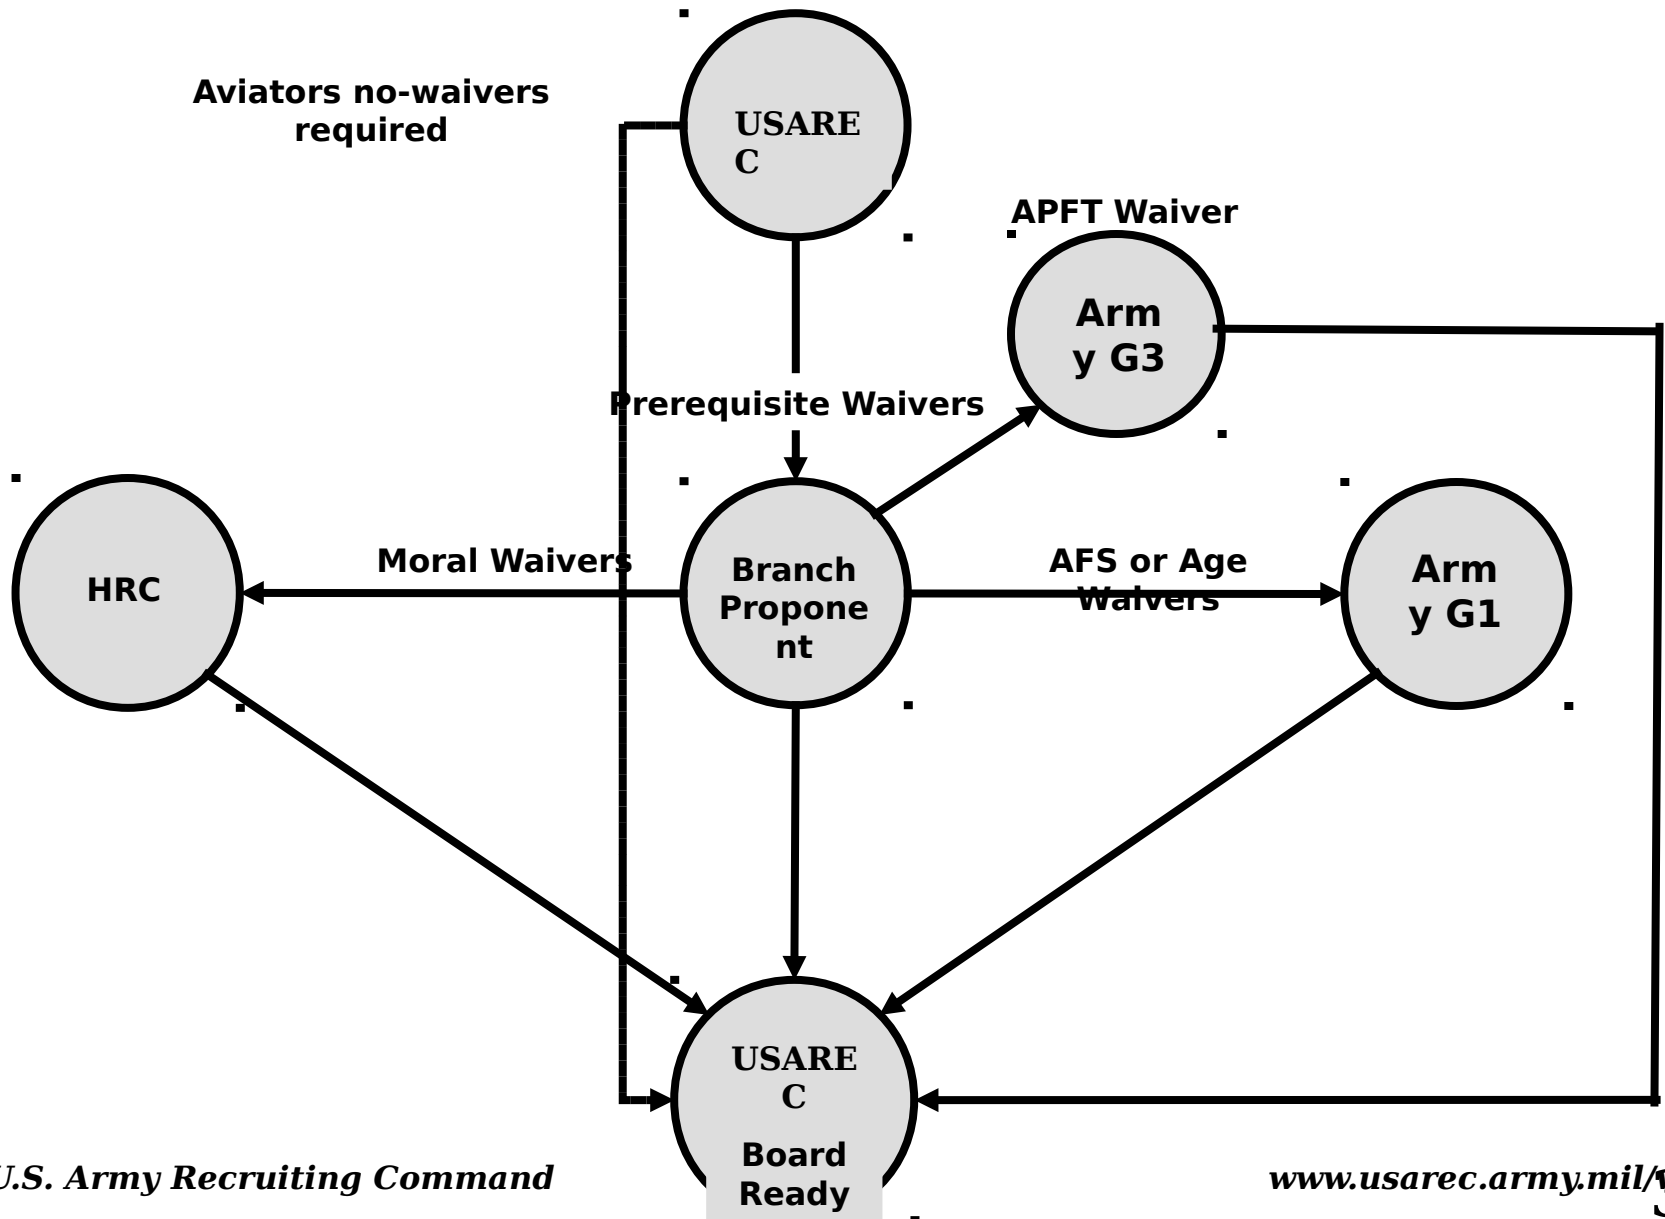 Aviators no-waivers
required
USARE
C
APFT Waiver
Arm
y G3
Prerequisite Waivers
HRC
Moral Waivers
Branch
Propone
nt
AFS or Age
Waivers
Arm
y G1
USARE
C
Board
Ready
U.S. Army Recruiting Command
www.usarec.army.mil/